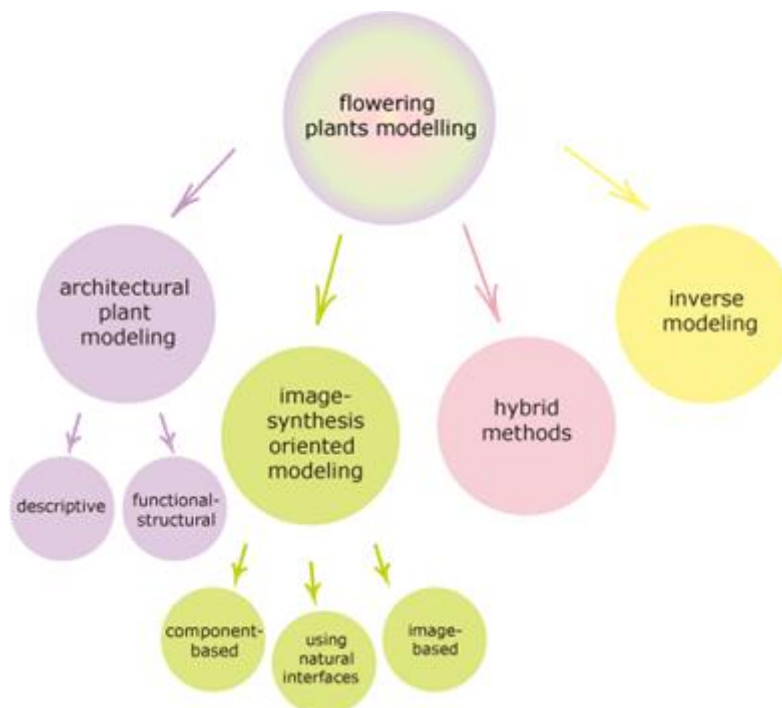 flowering
plants modelling
architectural
plant
modeling
image-
synthesis
oriented
modeling
hybrid
methods
inverse
modeling
descriptive
functional-
structural
component-
based
using
natural
interfaces
image-
based